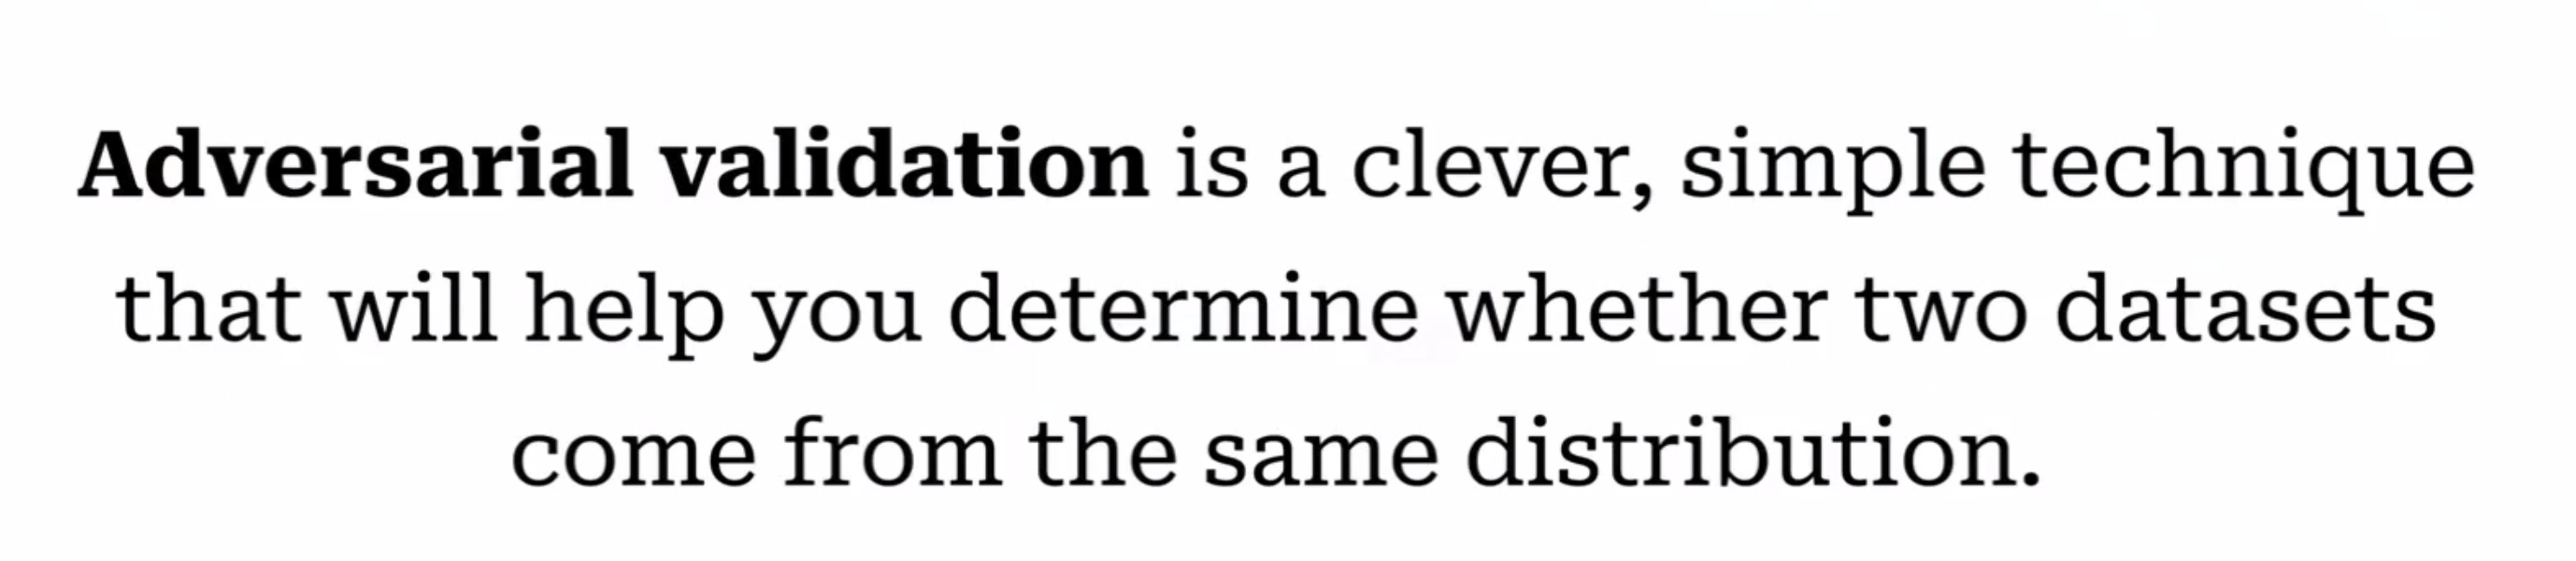 Adversarial validation is a clever, simple technique
that will help you determine whether two datasets
come from the same distribution.